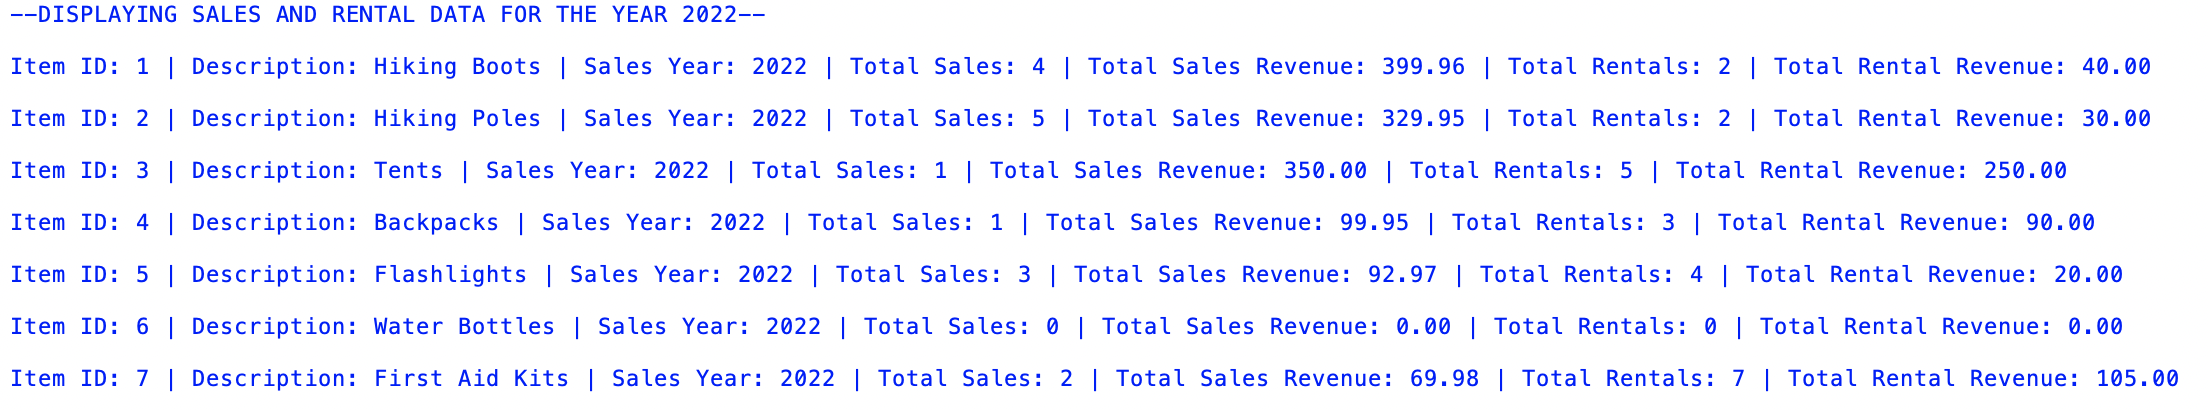 --DISPLAYING SALES AND RENTAL DATA FOR THE YEAR 2022--
Item ID: 1 | Description: Hiking Boots | Sales Year: 2022 | Total Sales: 4 | Total Sales Revenue: 399.96 | Total Rentals: 2 | Total Rental Revenue: 40.00
Item ID: 2 | Description: Hiking Poles | Sales Year: 2022 | Total Sales: 5 | Total Sales Revenue: 329.95 | Total Rentals: 2 | Total Rental Revenue: 30.00
Item ID: 3 | Description: Tents | Sales Year: 2022 | Total Sales: 1 | Total Sales Revenue: 350.00 | Total Rentals: 5 | Total Rental Revenue: 250.00
Item ID: 4 | Description: Backpacks | Sales Year: 2022 | Total Sales: 1 | Total Sales Revenue: 99.95 | Total Rentals: 3 | Total Rental Revenue: 90.00
Item ID: 5 | Description: Flashlights | Sales Year: 2022 | Total Sales: 3 | Total Sales Revenue: 92.97 | Total Rentals: 4 | Total Rental Revenue: 20.00
Item ID: 6 | Description: Water Bottles | Sales Year: 2022 | Total Sales: 0 | Total Sales Revenue: 0.00 | Total Rentals: 0 | Total Rental Revenue: 0.00
Item ID: 7 | Description: First Aid Kits | Sales Year: 2022 | Total Sales: 2 | Total Sales Revenue: 69.98 | Total Rentals: 7 | Total Rental Revenue: 105.00